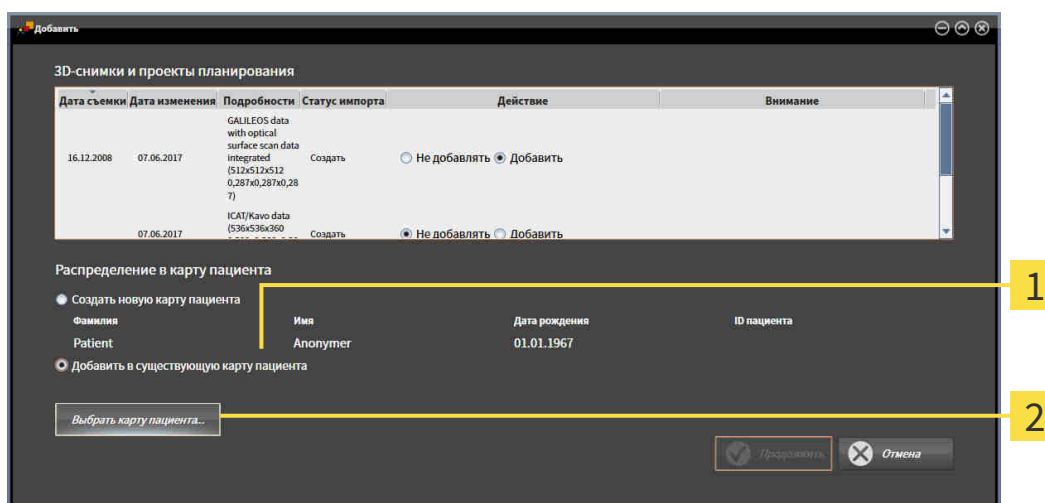 Добавить
3D-снимки и проекты планирования
Дата съемки Дата изменения Подробности Статус импорта Действие Внимание
GALILEOS data
with optical
surface scan data
16.12.2008 07.06.2017 integrated Создать Не добавлять Добавить
(512x512x512
0,287x0,287x0,28
7)
ICAT/Kavo data
07.06.2017 (536x536x360 Создать Не добавлять Добавить
Распределение в карту пациента
1
Создать новую карту пациента
Фамилия Имя Дата рождения ID пациента
Patient Anonymer 01.01.1967
Добавить в существующую карту пациента
Выбрать карту пациента...
2
Продолжить Отмена